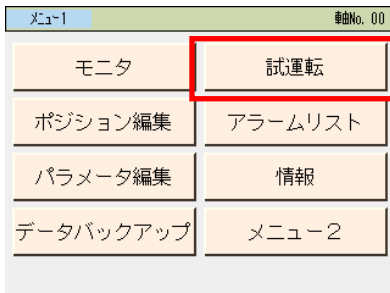 ﾒﾆｭｰ1 軸No. 00
モニタ 試運転
ポジション編集 アラームリスト
パラメータ編集 情報
データバックアップ メニュー２